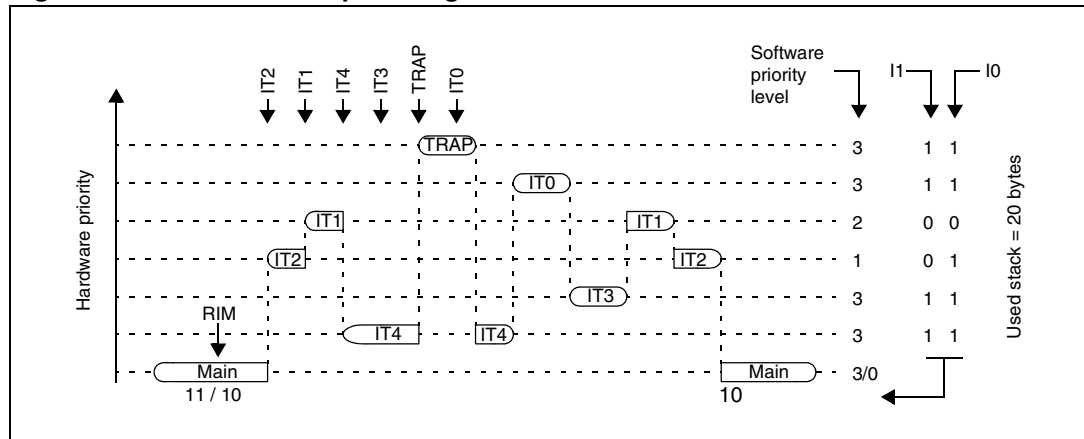 Software
priority
level
I1
I0
IT2
IT1
IT4
IT3
TRAP
IT0
Hardware priority
TRAP
3
1 1
IT0
3
1 1
IT1
IT1
2
0 0
IT2
IT2
1
0 1
IT3
3
1 1
RIM
IT4
IT4
3
1 1
Main
Main
3/0
11 / 10
10
Used stack = 20 bytes